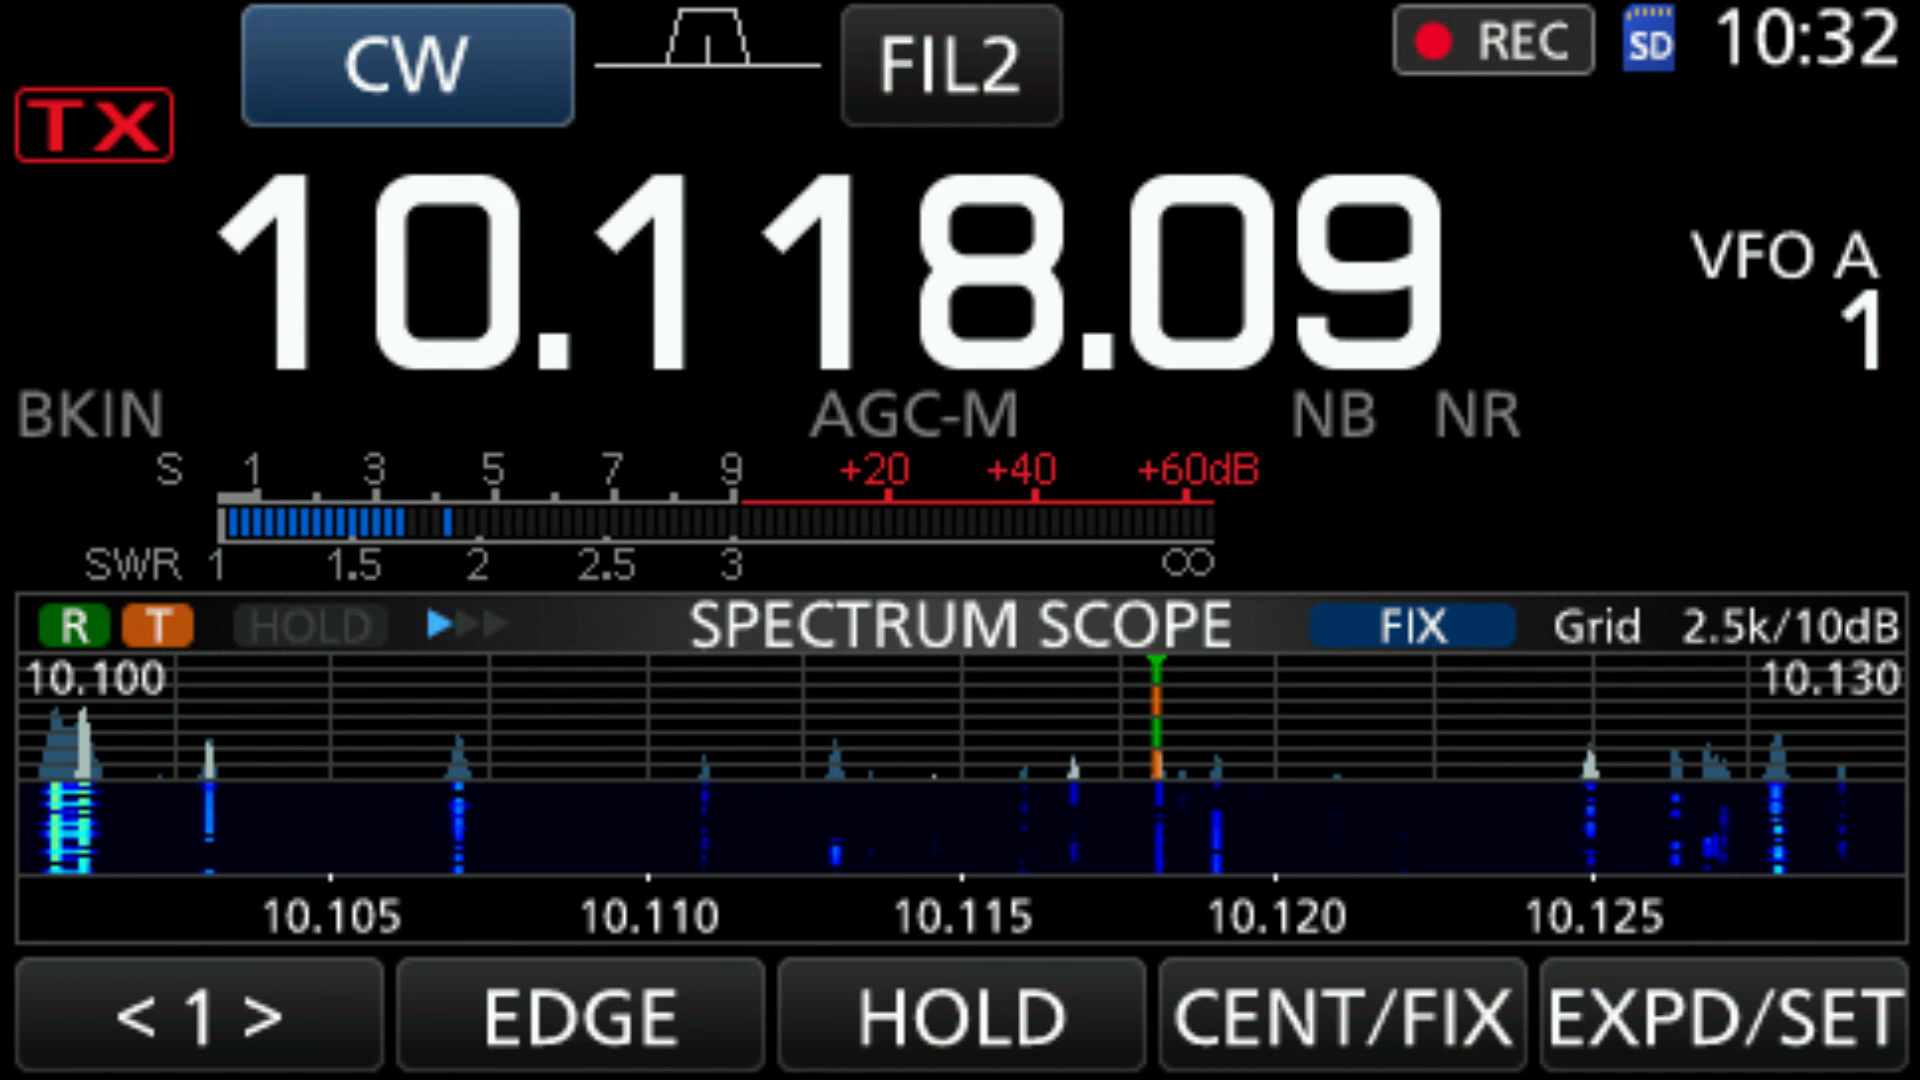 CW FIL2 REC SD 10:32
TX
10.118.09
VFO A
1
BKIN AGC-M NB NR
S 1 3 5 7 9 +20 +40 +60dB
SWR 1 1.5 2 2.5 3 ∞
R T HOLD SPECTRUM SCOPE FIX Grid 2.5k/10dB
10.100 10.130
10.105 10.110 10.115 10.120 10.125
< 1 > EDGE HOLD CENT/FIX EXPD/SET